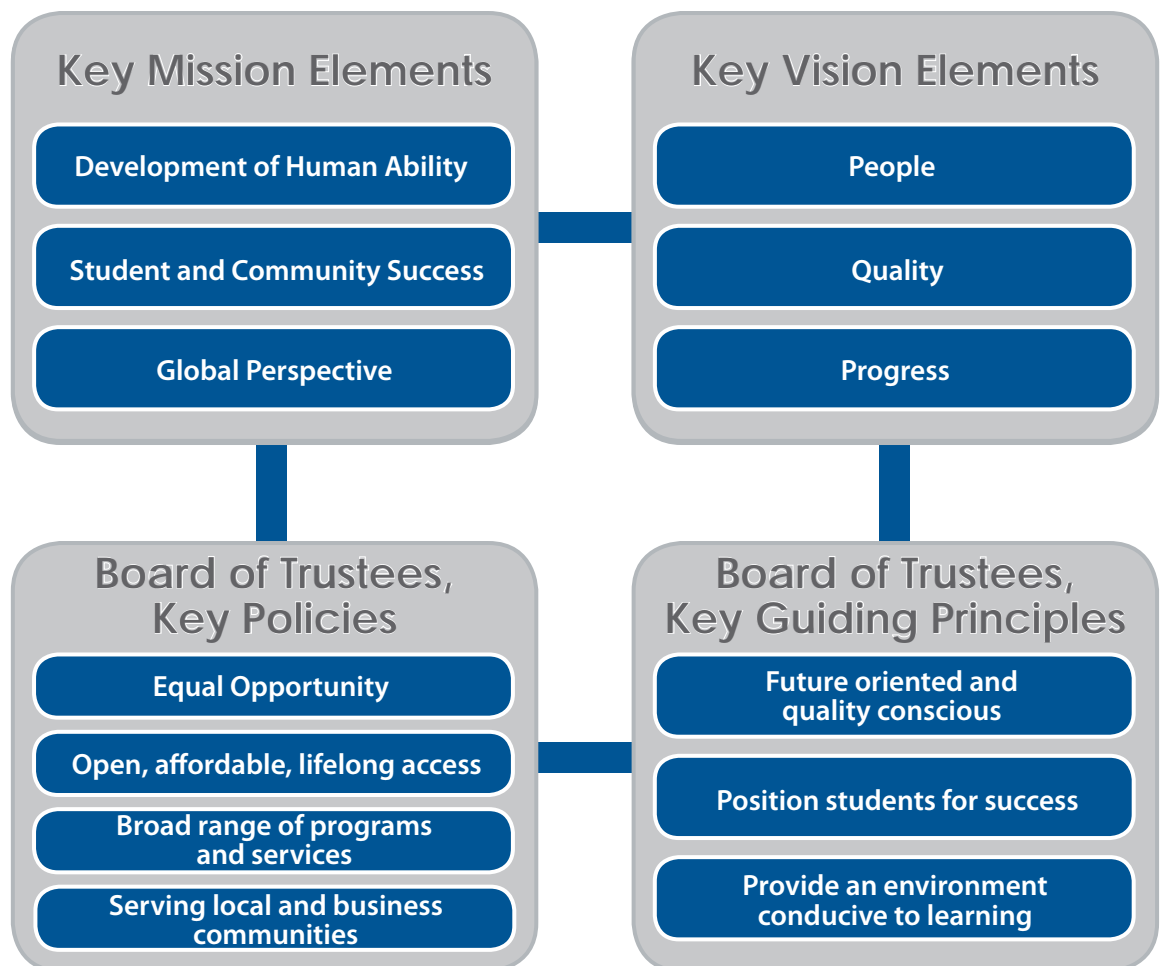 Key Mission Elements
Development of Human Ability
Student and Community Success
Global Perspective
Key Vision Elements
People
Quality
Progress
Board of Trustees,
Key Policies
Equal Opportunity
Open, affordable, lifelong access
Broad range of programs
and services
Serving local and business
communities
Board of Trustees,
Key Guiding Principles
Future oriented and
quality conscious
Position students for success
Provide an environment
conducive to learning